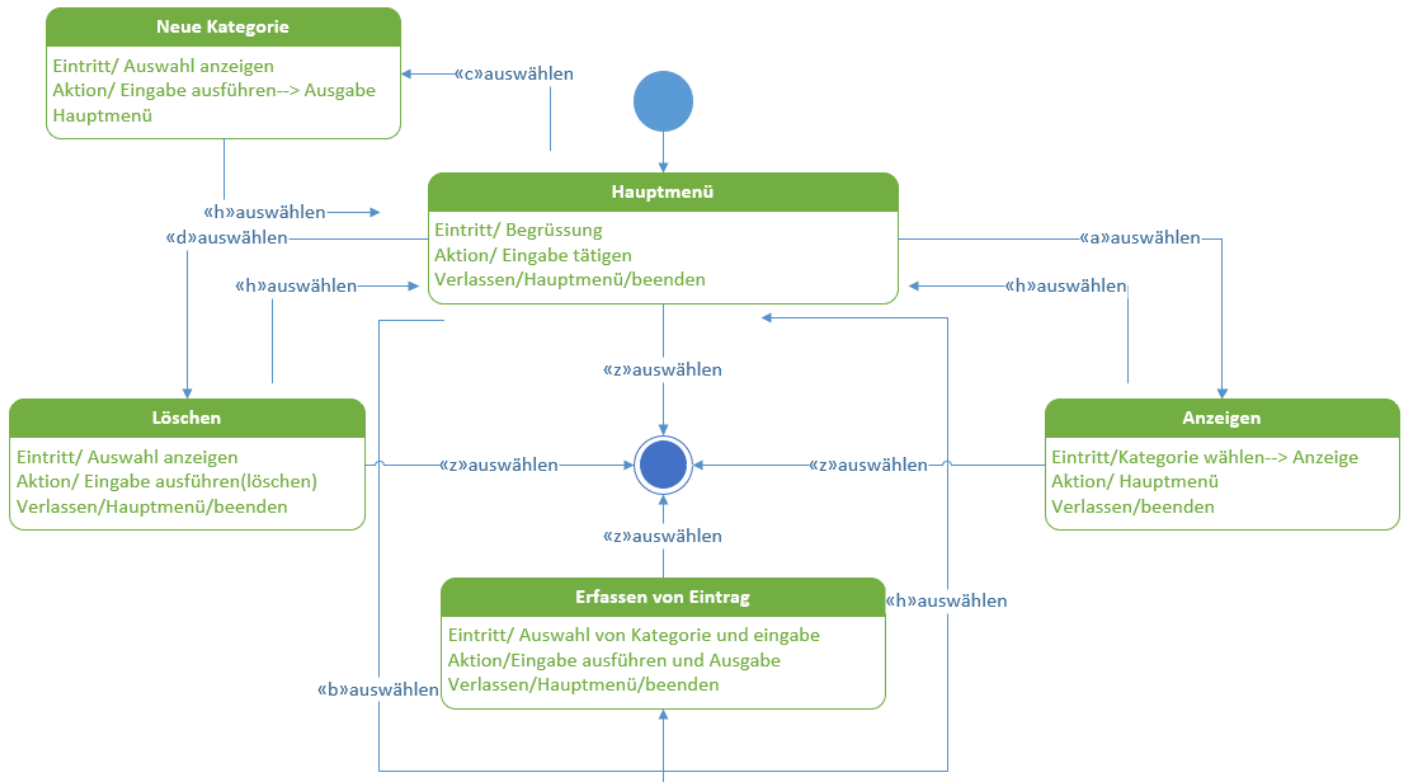 Neue Kategorie
Eintritt/ Auswahl anzeigen
Aktion/ Eingabe ausführen--> Ausgabe
Hauptmenü
«c»auswählen
Hauptmenü
Eintritt/ Begrüssung
Aktion/ Eingabe tätigen
Verlassen/Hauptmenü/beenden
«h»auswählen
«d»auswählen
«a»auswählen
«h»auswählen
«h»auswählen
«z»auswählen
Löschen
Eintritt/ Auswahl anzeigen
Aktion/ Eingabe ausführen(löschen)
Verlassen/Hauptmenü/beenden
«z»auswählen
«z»auswählen
Anzeigen
Eintritt/Kategorie wählen--> Anzeige
Aktion/ Hauptmenü
Verlassen/beenden
«z»auswählen
Erfassen von Eintrag
Eintritt/ Auswahl von Kategorie und eingabe
Aktion/Eingabe ausführen und Ausgabe
Verlassen/Hauptmenü/beenden
«h»auswählen
«b»auswählen